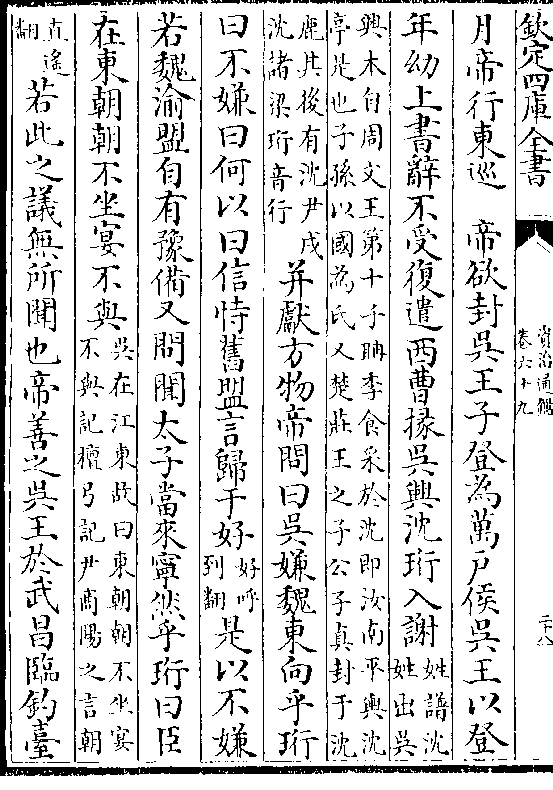 欽定四庫全書
資治通鑑
卷六十九
二十八
月帝行東巡　帝欲封吳王子登為萬户侯吳王以登
年幼上書辭不受復遣西曹掾吳興沈珩入謝
姓譜沈
姓出吳
興木自周文王第十子聃季食采於沈即汝南平輿沈
亭是也子孫以國為氏又楚莊王之子公子真封于沈
鹿其後有沈尹戌
沈諸梁珩音行
并獻方物帝問曰吳嫌魏東向乎珩
曰不嫌曰何以曰信恃舊盟言歸于好
好呼
到翻
是以不嫌
若魏渝盟自有豫備又問聞太子當來寧然乎珩曰臣
在東朝朝不坐宴不與
吳在江東故曰東朝朝不坐宴
不與記檀弓記尹商陽之言朝
直遥
翻
若此之議無所聞也帝善之吳王於武昌臨釣臺